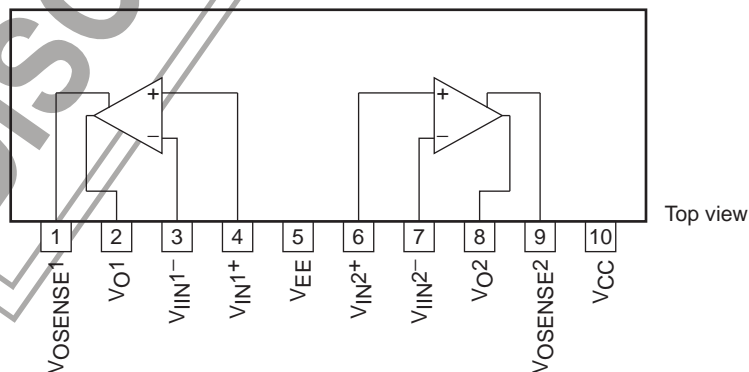 DISC
+
−
+
−
Top view
1 2 3 4 5 6 7 8 9 10
VOSENSE1
VO1
VIIN1−
VIN1+
VEE
VIN2+
VIIN2−
VO2
VOSENSE2
VCC